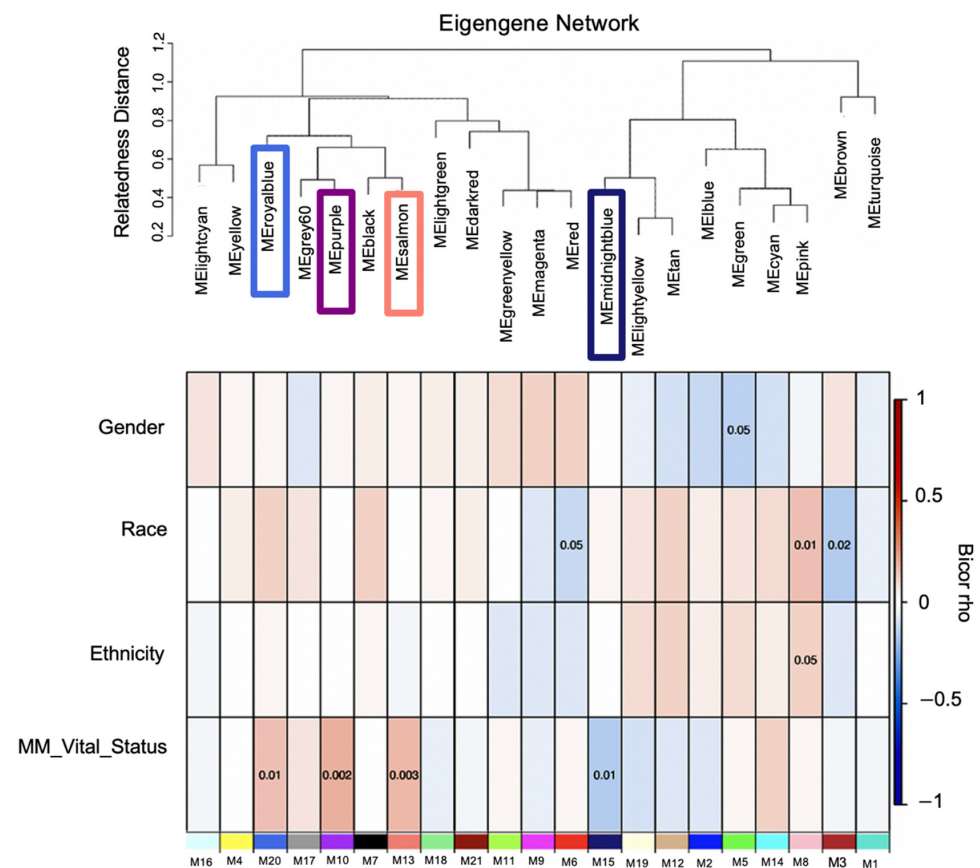 Eigengene Network
Relatedness Distance
1.2
1.0
0.8
0.6
0.4
0.2
MElightcyan
MEyellow
MEroyalblue
MEgrey60
MEpurple
MEblack
MEsalmon
MElightgreen
MEdarkred
MEgreenyellow
MEmagenta
MEred
MEmidnightblue
MElightyellow
MEtan
MElblue
MEgreen
MEcyan
MEpink
MEbrown
MEturquoise
Gender
0.05
Race
0.05
0.01
0.02
Ethnicity
0.05
MM_Vital_Status
0.01
0.002
0.003
0.01
M16 M4 M20 M17 M10 M7 M13 M18 M21 M11 M9 M6 M15 M19 M12 M2 M5 M14 M8 M3 M1
1
0.5
0
−0.5
−1
Bicor rho